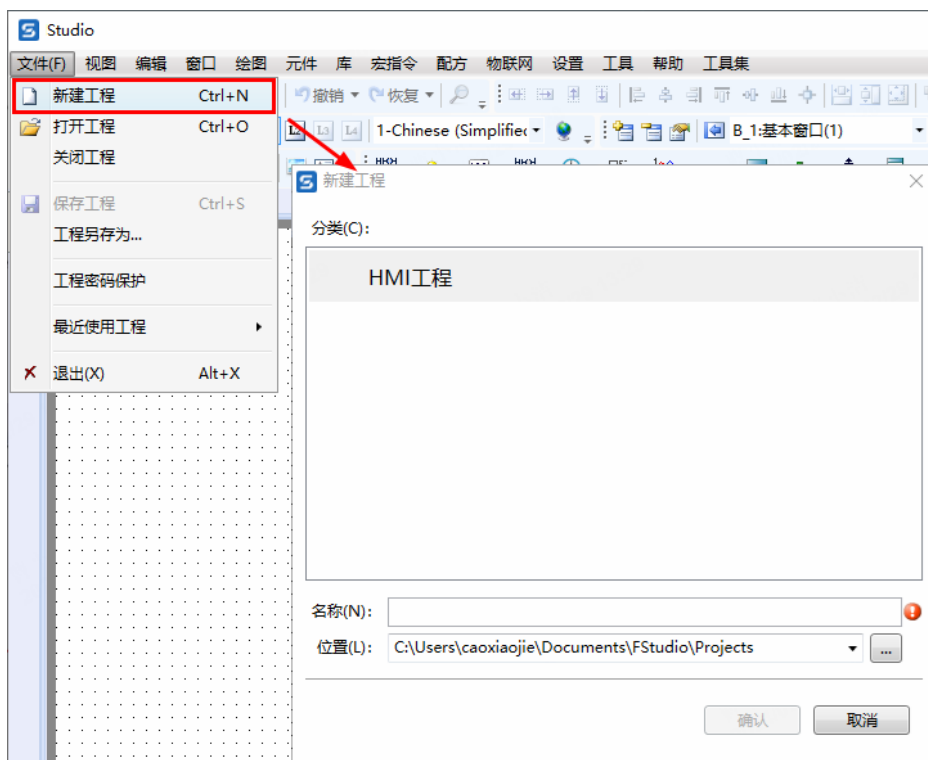 Studio
文件(F) 视图 编辑 窗口 绘图 元件 库 宏指令 配方 物联网 设置 工具 帮助 工具集
新建工程 Ctrl+N
撤销 恢复
打开工程 Ctrl+O
L2 L3 L4 1-Chinese (Simplified B_1:基本窗口(1)
关闭工程
保存工程 Ctrl+S
工程另存为...
工程密码保护
最近使用工程
退出(X) Alt+X
新建工程
分类(C):
HMI工程
名称(N):
位置(L): C:\Users\caoxiaojie\Documents\FStudio\Projects ...
确认 取消